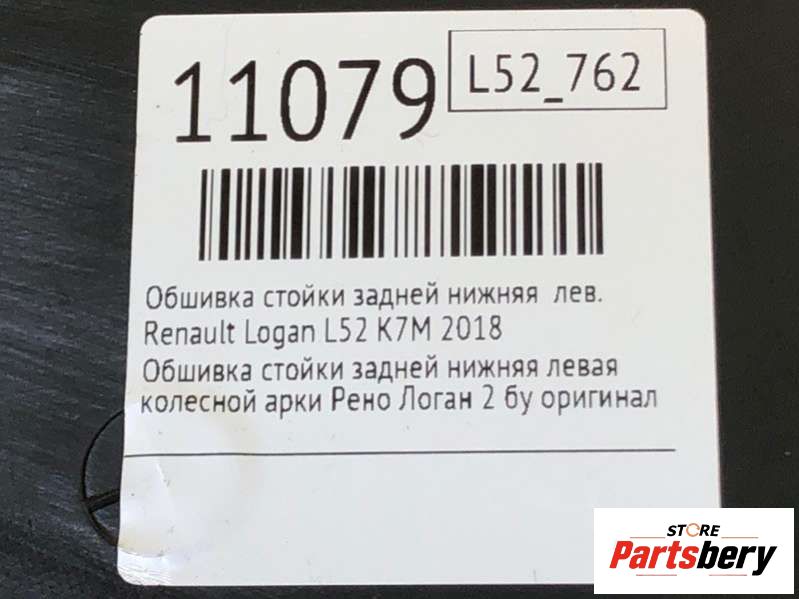 11079
L52_762
Обшивка стойки задней нижняя лев.
Renault Logan L52 K7M 2018
Обшивка стойки задней нижняя левая
колесной арки Рено Логан 2 бу оригинал
STORE
Partsbery